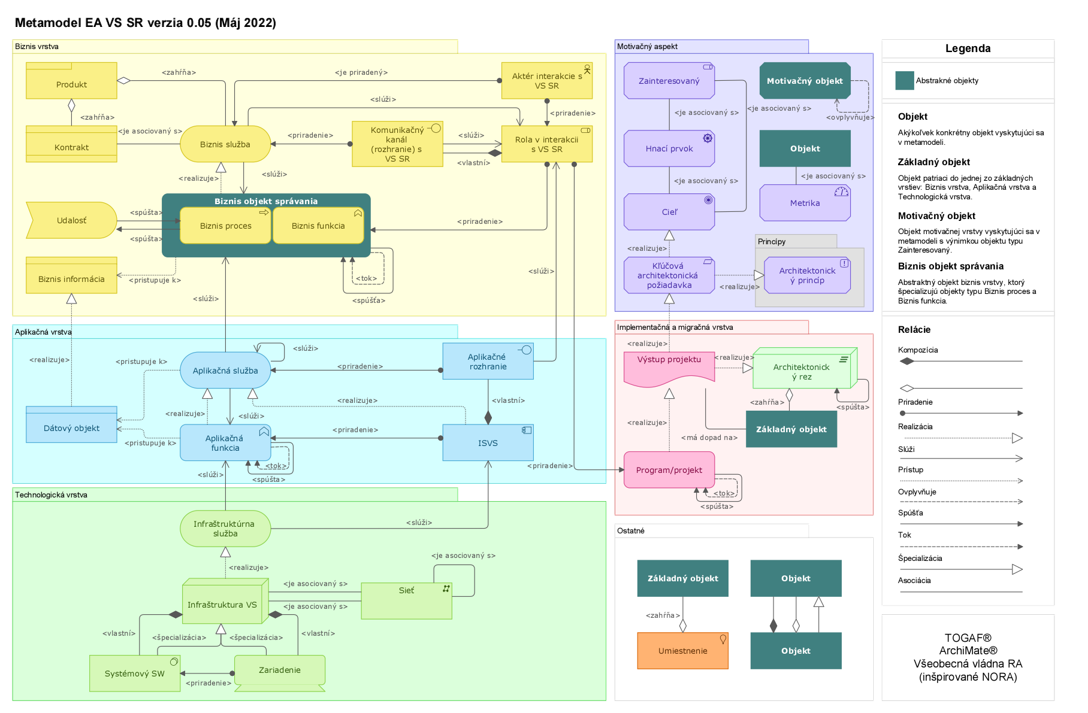 Metamodel EA VS SR verzia 0.05 (Máj 2022)
Biznis vrstva
Produkt
<zahŕňa>
<zahŕňa>
Kontrakt
<je asociovaný s>
Biznis služba
<je priradený>
<slúži>
<priradenie>
Komunikačný
kanál
(rozhranie) s
VS SR
Aktér interakcie s
VS SR
<priradenie>
Rola v interakcii
s VS SR
<vlastní>
<realizuje>
<slúži>
Biznis objekt správania
Biznis proces
Biznis funkcia
Udalosť
<spúšťa>
<spúšťa>
<priradenie>
Biznis informácia
<pristupuje k>
<tok>
<spúšťa>
<slúži>
<slúži>
Aplikačná vrstva
<realizuje>
<pristupuje k>
Aplikačná služba
<slúži>
<priradenie>
Aplikačné
rozhranie
<realizuje>
<realizuje>
<slúži>
<vlastní>
Dátový objekt
<pristupuje k>
Aplikačná
funkcia
<priradenie>
ISVS
<tok>
<spúšťa>
<slúži>
<priradenie>
Technologická vrstva
Infraštruktúrna
služba
<slúži>
<realizuje>
<je asociovaný s>
Infraštruktúra VS
<je asociovaný s>
<je asociovaný s>
Sieť
<vlastní>
<špecializácia>
<špecializácia>
<vlastní>
Systémový SW
<priradenie>
Zariadenie
Motivačný aspekt
Zainteresovaný
<je asociovaný s>
Hnací prvok
<je asociovaný s>
Cieľ
<je asociovaný s>
Motivačný objekt
<ovplyvňuje>
Objekt
<je asociovaný s>
Metrika
<realizuje>
Kľúčová
architektonická
požiadavka
<realizuje>
Princípy
Architektonick
ý princíp
Implementačná a migračná vrstva
<realizuje>
Výstup projektu
<realizuje>
Architektonick
ý rez
<spúšťa>
<zahŕňa>
Základný objekt
<realizuje>
<má dopad na>
Program/projekt
<tok>
<spúšťa>
Ostatné
Základný objekt
<zahŕňa>
Umiestnenie
Objekt
Objekt
Legenda
Abstrakné objekty
Objekt
Akýkoľvek konkrétny objekt vyskytujúci sa
v metamodeli.
Základný objekt
Objekt patriaci do jednej zo základných
vrstiev: Biznis vrstva, Aplikačná vrstva a
Technologická vrstva.
Motivačný objekt
Objekt motivačnej vrstvy vyskytujúci sa v
metamodeli s výnimkou objektu typu
Zainteresovaný.
Biznis objekt správania
Abstraktný objekt biznis vrstvy, ktorý
špecializujú objekty typu Biznis proces a
Biznis funkcia.
Relácie
Kompozícia
Priradenie
Realizácia
Slúži
Prístup
Ovplyvňuje
Spúšťa
Tok
Špecializácia
Asociácia
TOGAF®
ArchiMate®
Všeobecná vládna RA
(inšpirované NORA)